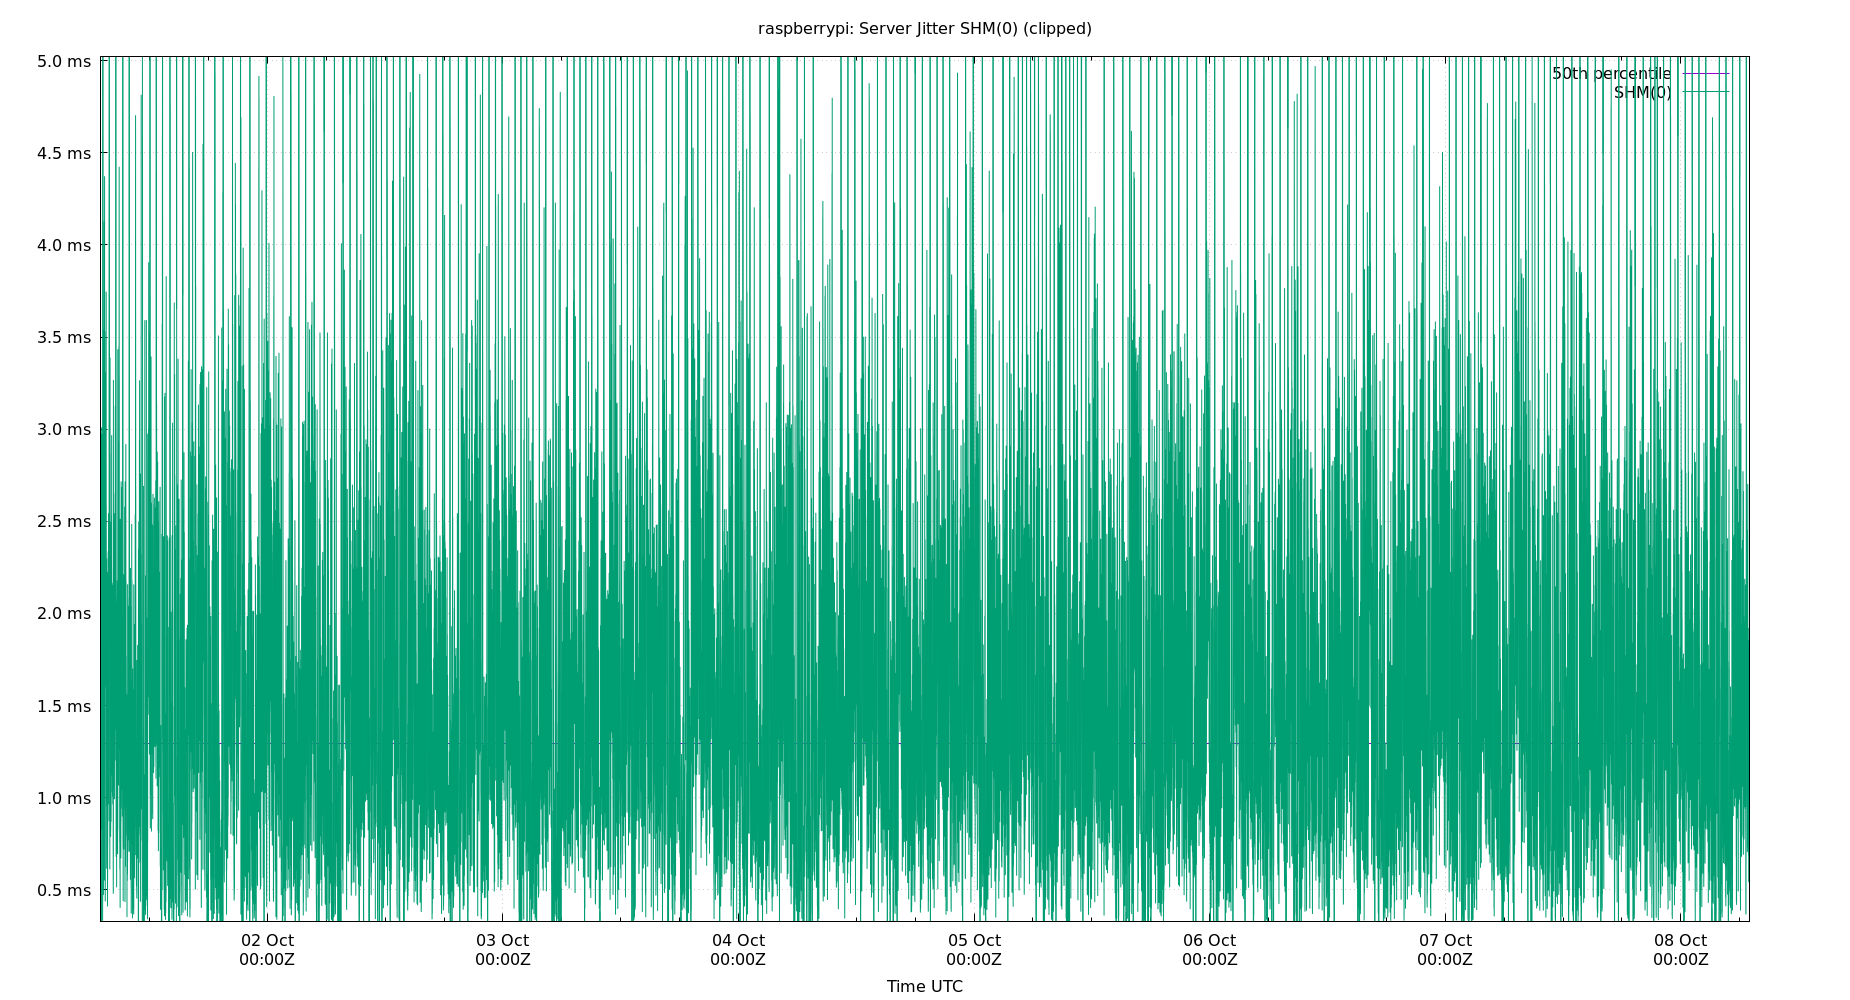 raspberrypi: Server Jitter SHM(0) (clipped)
5.0 ms
50th percentile
SHM(0)
4.5 ms
4.0 ms
3.5 ms
3.0 ms
2.5 ms
2.0 ms
1.5 ms
1.0 ms
0.5 ms
02 Oct 03 Oct 04 Oct 05 Oct 06 Oct 07 Oct 08 Oct
00:00Z 00:00Z 00:00Z 00:00Z 00:00Z 00:00Z 00:00Z
Time UTC